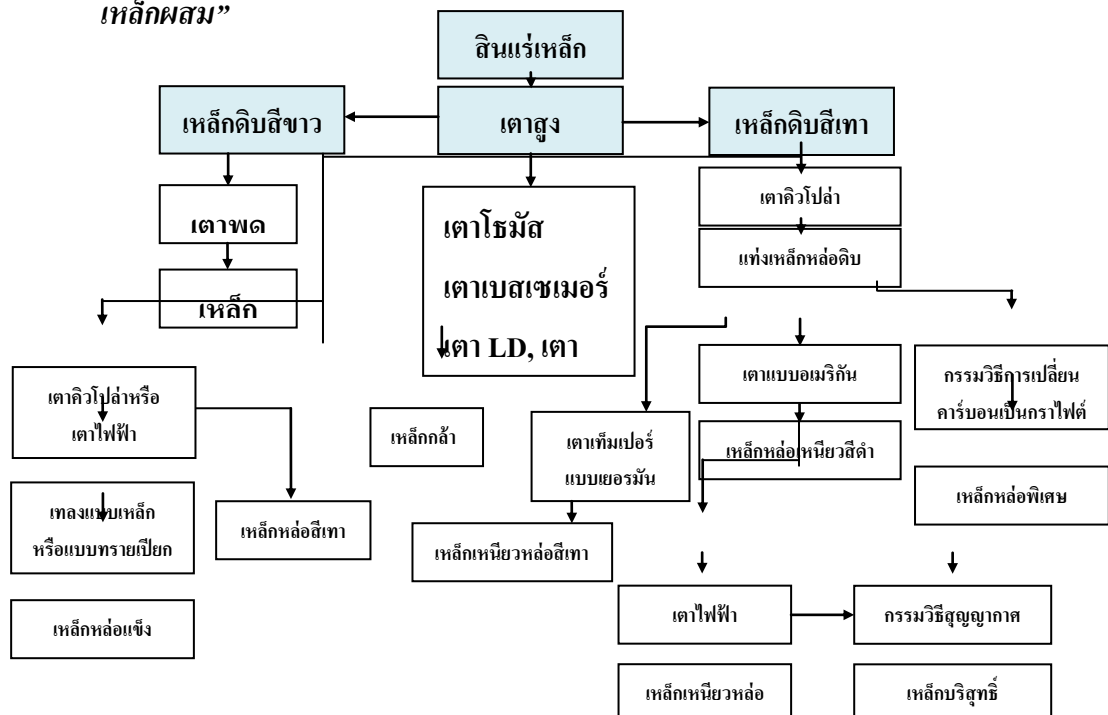 เหล็กผสม”
สินแร่เหล็ก
เหล็กดิบสีขาว
เตาสูง
เหล็กดิบสีเทา
เตาพด
เหล็ก
เตาโธมัส
เตาเบสเซเมอร์
เตา LD, เตา
เตาคิวโปล่า
แท่งเหล็กหล่อดิบ
เตาคิวโปล่าหรือ
เตาไฟฟ้า
เหล็กกล้า
เตาเท็มเปอร์
แบบเยอรมัน
เตาแบบอเมริกัน
เหล็กหล่อเหนียวสีดำ
กรรมวิธีการเปลี่ยน
คาร์บอนเป็นกราไฟต์
เหล็กหล่อพิเศษ
เทลงแบบเหล็ก
หรือแบบทรายเปียก
เหล็กหล่อสีเทา
เหล็กเหนียวหล่อสีเทา
เหล็กหล่อแข็ง
เตาไฟฟ้า
กรรมวิธีสุญญากาศ
เหล็กเหนียวหล่อ
เหล็กบริสุทธิ์